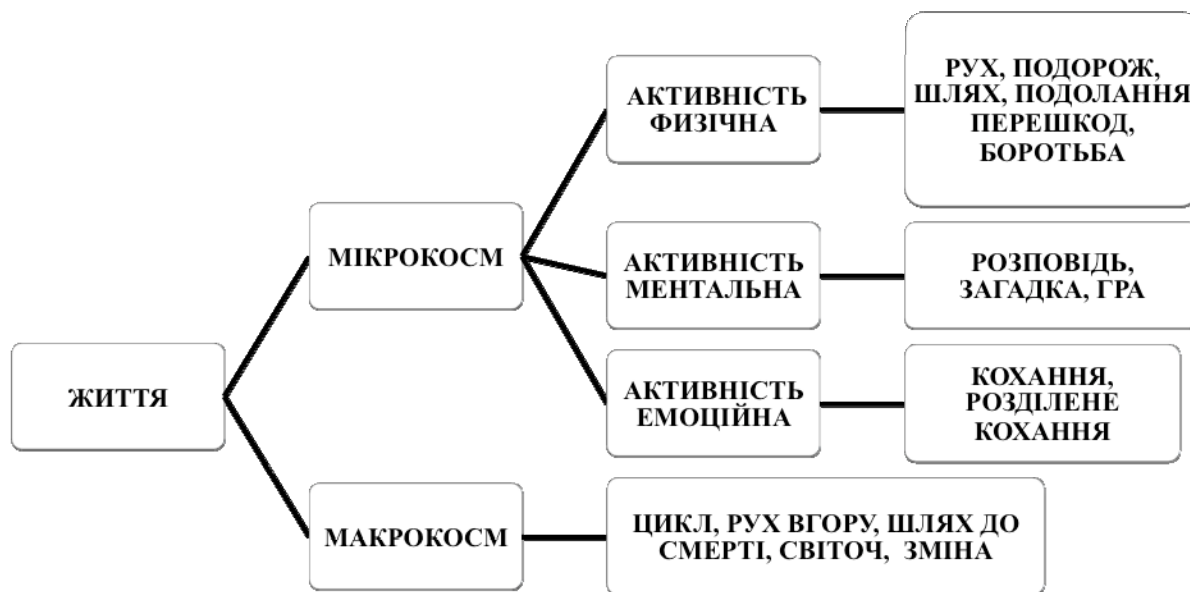 ЖИТТЯ
МІКРОКОСМ
АКТИВНІСТЬ
ФИЗІЧНА
РУХ, ПОДОРОЖ,
ШЛЯХ, ПОДОЛАННЯ
ПЕРЕШКОД,
БОРОТЬБА
АКТИВНІСТЬ
МЕНТАЛЬНА
РОЗПОВІДЬ,
ЗАГАДКА, ГРА
АКТИВНІСТЬ
ЕМОЦІЙНА
КОХАННЯ,
РОЗДІЛЕНЕ
КОХАННЯ
МАКРОКОСМ
ЦИКЛ, РУХ ВГОРУ, ШЛЯХ ДО
СМЕРТІ, СВІТОЧ, ЗМІНА